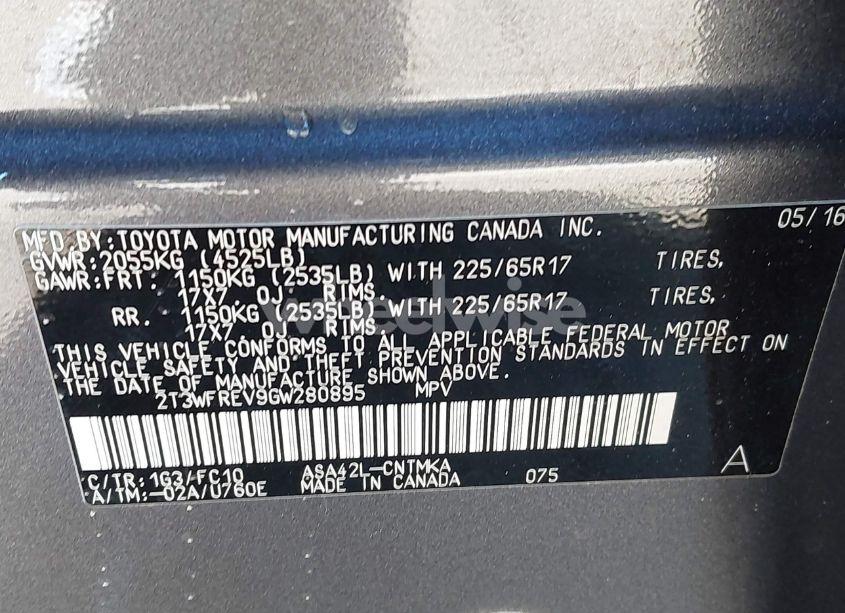 05/16
MFD.BY:TOYOTA MOTOR MANUFACTURING CANADA INC.
GVWR:2055KG (4525LB)
GAWR:FRT. 1150KG (2535LB) WITH 225/65R17 TIRES,
17X7.0J RIMS.
RR. 1150KG (2535LB) WITH 225/65R17 TIRES,
17X7.0J RIMS.
wheelwise
THIS VEHICLE CONFORMS TO ALL APPLICABLE FEDERAL MOTOR
VEHICLE SAFETY AND THEFT PREVENTION STANDARDS IN EFFECT ON
THE DATE OF MANUFACTURE SHOWN ABOVE.
2T3WFREV9GW280895 MPV
C/TR:1G3/FC10 ASA42L-CNTMKA
A/TM:-02A/U760E MADE IN CANADA 075
A